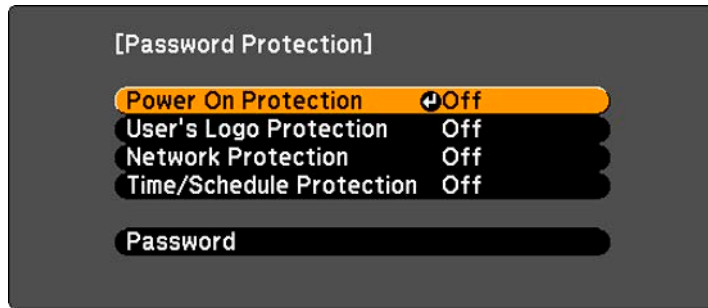 [Password Protection]
Power On Protection Off
User's Logo Protection Off
Network Protection Off
Time/Schedule Protection Off
Password